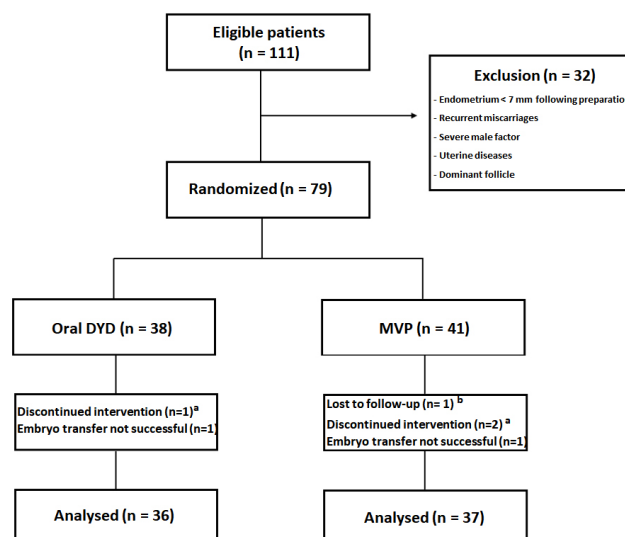 Eligible patients
(n = 111)
Exclusion (n = 32)
- Endometrium < 7 mm following preparation
- Recurrent miscarriages
- Severe male factor
- Uterine diseases
- Dominant follicle
Randomized (n = 79)
Oral DYD (n = 38)
MVP (n = 41)
Discontinued intervention (n=1) a
Embryo transfer not successful (n=1)
Lost to follow-up (n= 1) b
Discontinued intervention (n=2) a
Embryo transfer not successful (n=1)
Analysed (n = 36)
Analysed (n = 37)